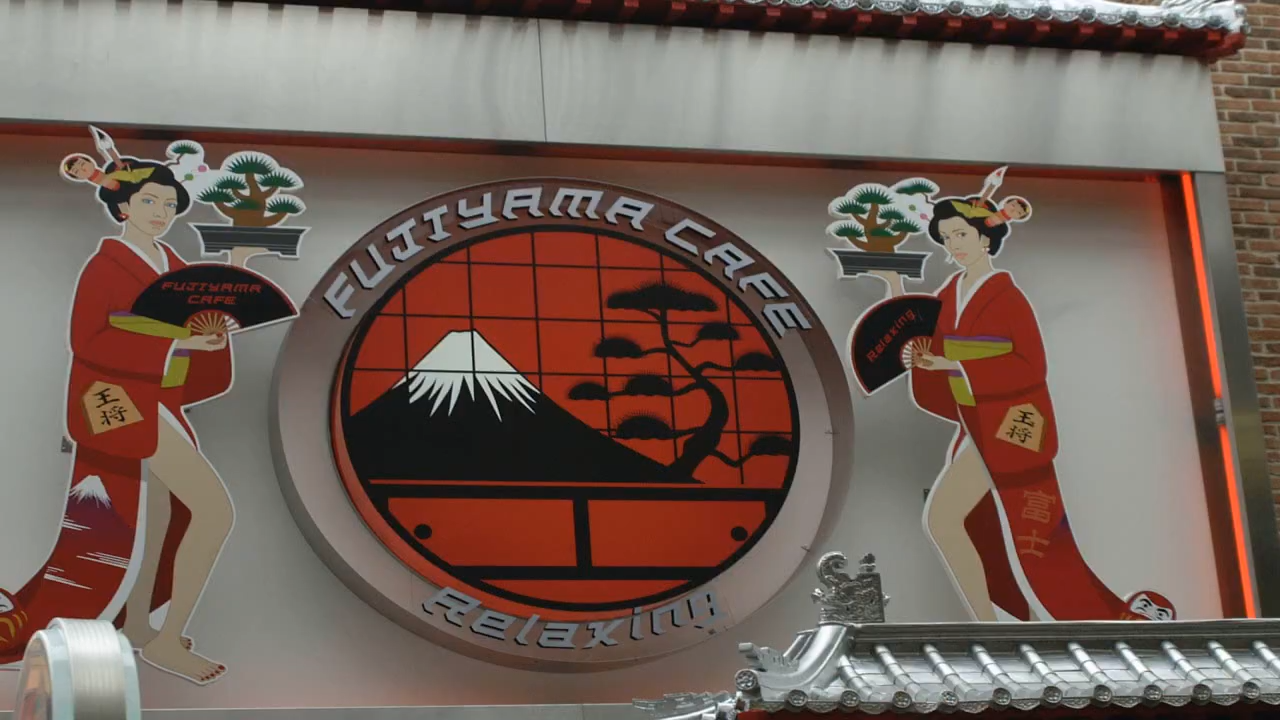 FUJIYAMA CAFE
Relaxing
FUJIYAMA
CAFE
王将
Relaxing
王将
富士